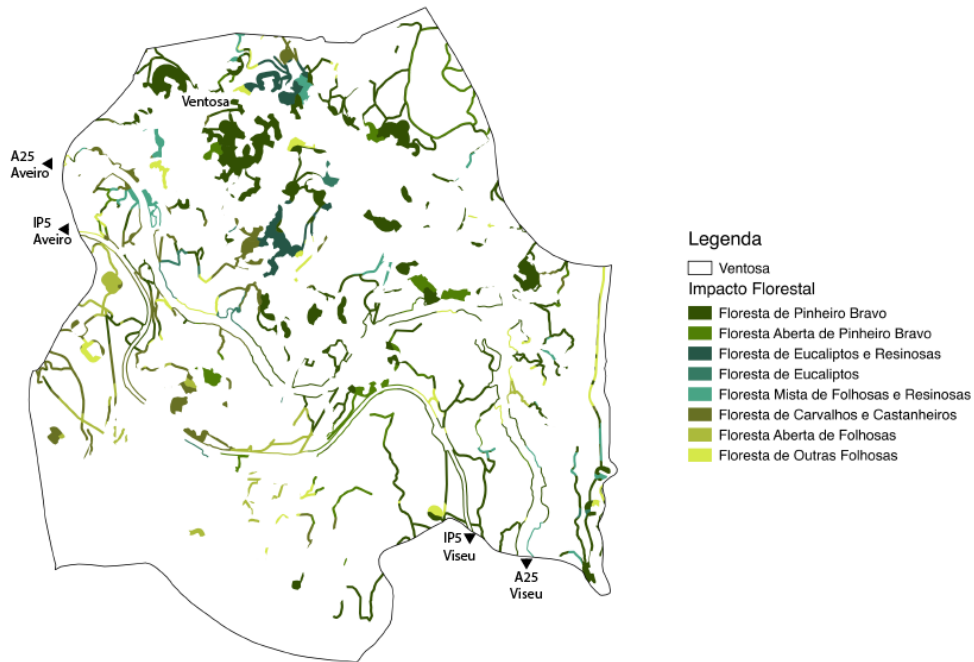 Ventosa
A25
Aveiro
IP5
Aveiro
IP5
Viseu
A25
Viseu
Legenda
Ventosa
Impacto Florestal
Floresta de Pinheiro Bravo
Floresta Aberta de Pinheiro Bravo
Floresta de Eucaliptos e Resinosas
Floresta de Eucaliptos
Floresta Mista de Folhosas e Resinosas
Floresta de Carvalhos e Castanheiros
Floresta Aberta de Folhosas
Floresta de Outras Folhosas